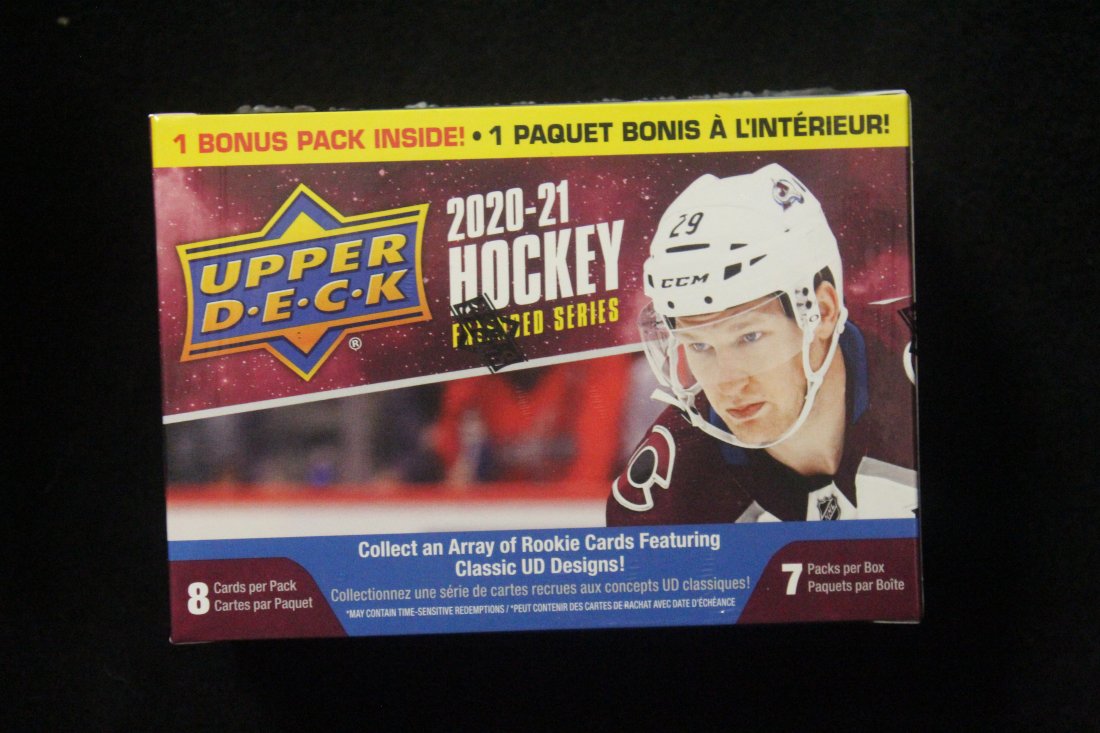 1 BONUS PACK INSIDE! • 1 PAQUET BONIS À L'INTÉRIEUR!
UPPER
D·E·C·K
®
2020-21
HOCKEY
SERIES
29
CCM
NHL
Collect an Array of Rookie Cards Featuring
Classic UD Designs!
Collectionnez une série de cartes recrues aux concepts UD classiques!
*MAY CONTAIN TIME-SENSITIVE REDEMPTIONS / *PEUT CONTENIR DES CARTES DE RACHAT AVEC DATE D'ÉCHÉANCE
8 Cards per Pack
Cartes par Paquet
7 Packs per Box
Paquets par Boîte